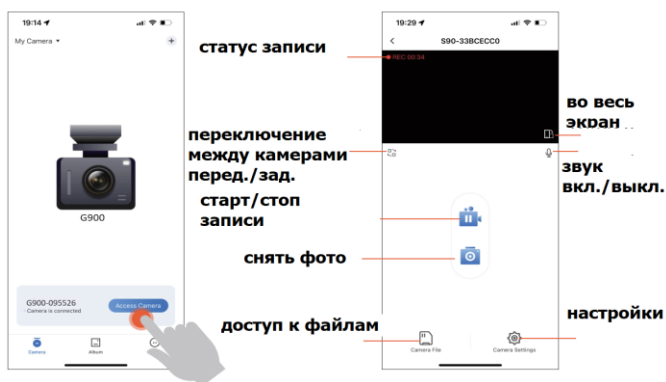 19:14
My Camera
G900
G900-095526
Camera is connected
Access Camera
Camera
Album
статус записи
переключение
между камерами
перед./зад.
старт/стоп
записи
снять фото
доступ к файлам
19:29
S90-33BCECC0
REC 00:34
во весь
экран
звук
вкл./выкл.
настройки
Camera File
Camera Settings